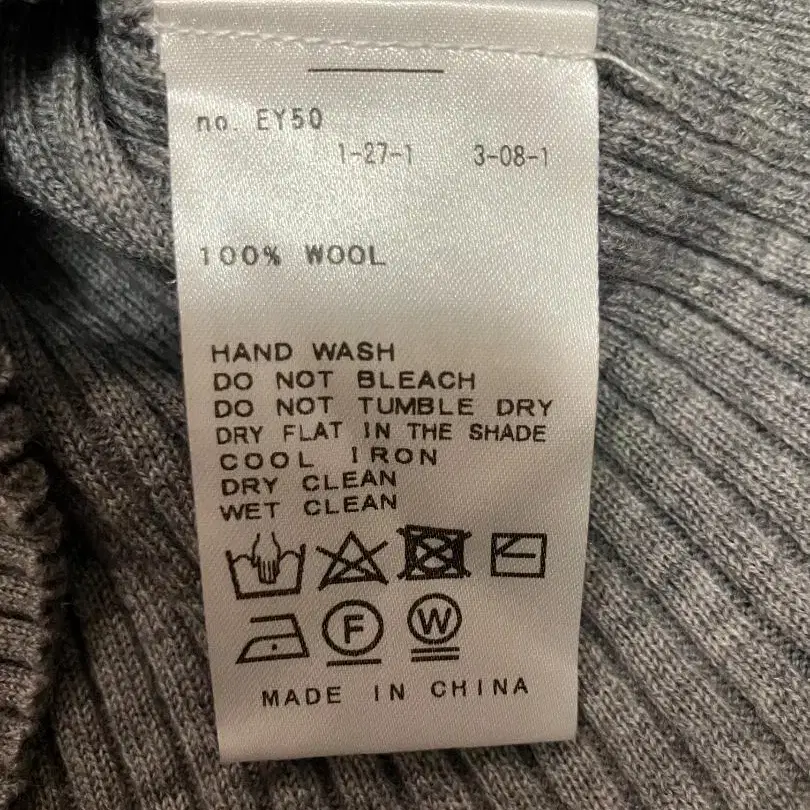 no. EY50
1-27-1 3-08-1
100% WOOL
HAND WASH
DO NOT BLEACH
DO NOT TUMBLE DRY
DRY FLAT IN THE SHADE
COOL IRON
DRY CLEAN
WET CLEAN
F W
MADE IN CHINA